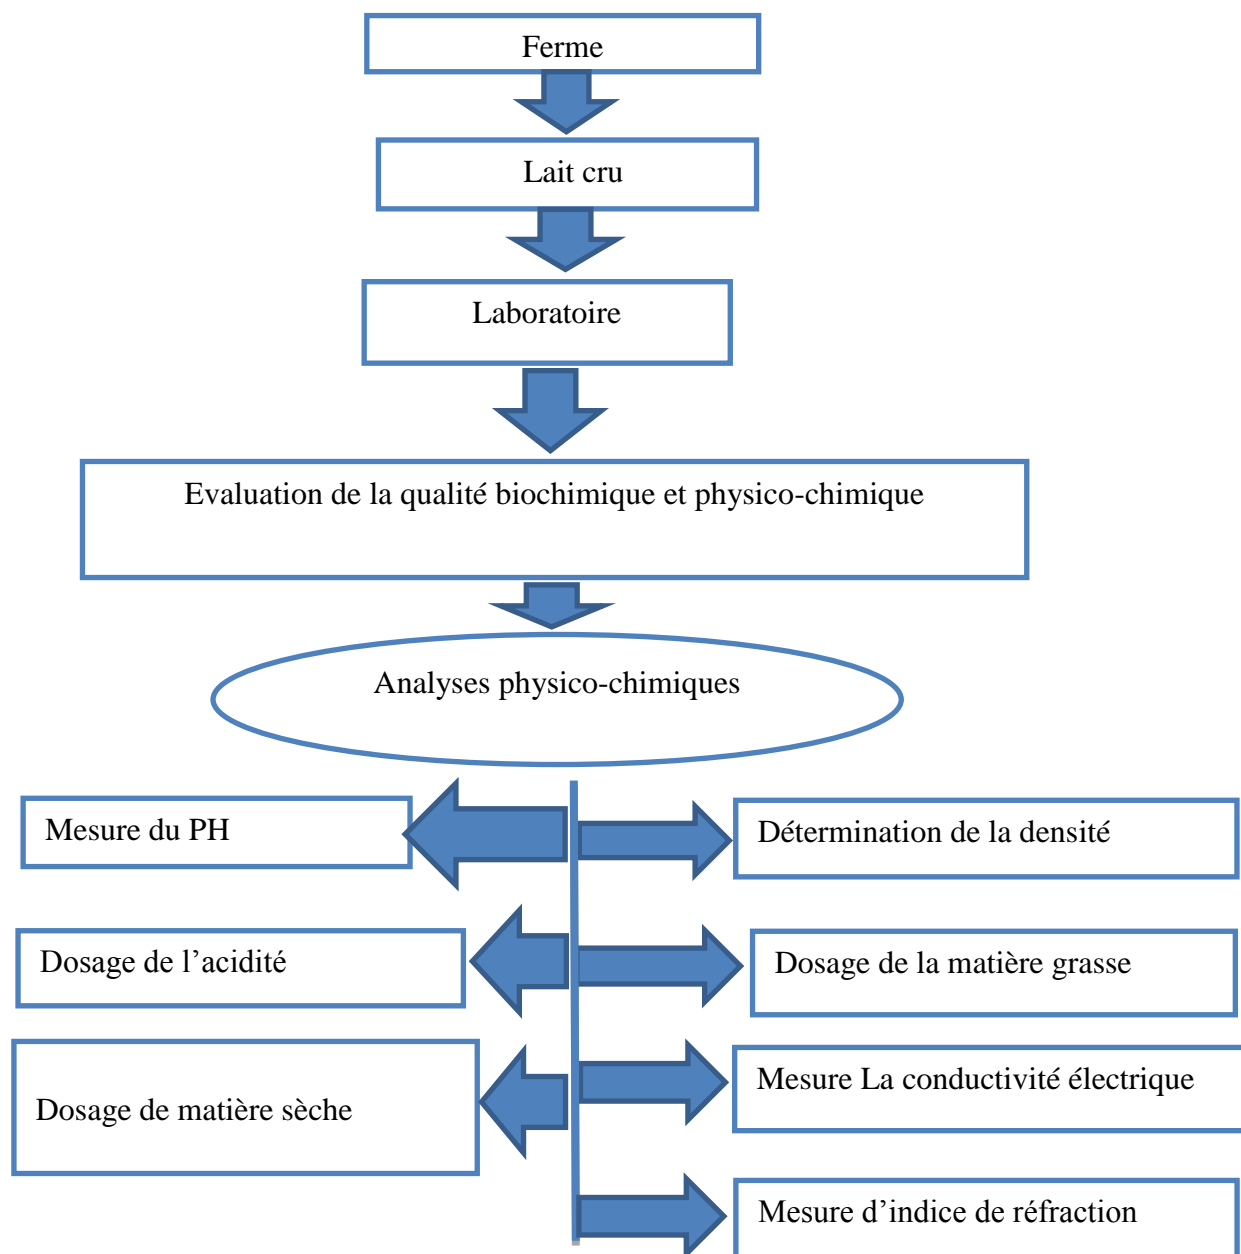 Ferme
Lait cru
Laboratoire
Evaluation de la qualité biochimique et physico-chimique
Analyses physico-chimiques
Mesure du PH
Détermination de la densité
Dosage de l’acidité
Dosage de la matière grasse
Dosage de matière sèche
Mesure La conductivité électrique
Mesure d’indice de réfraction